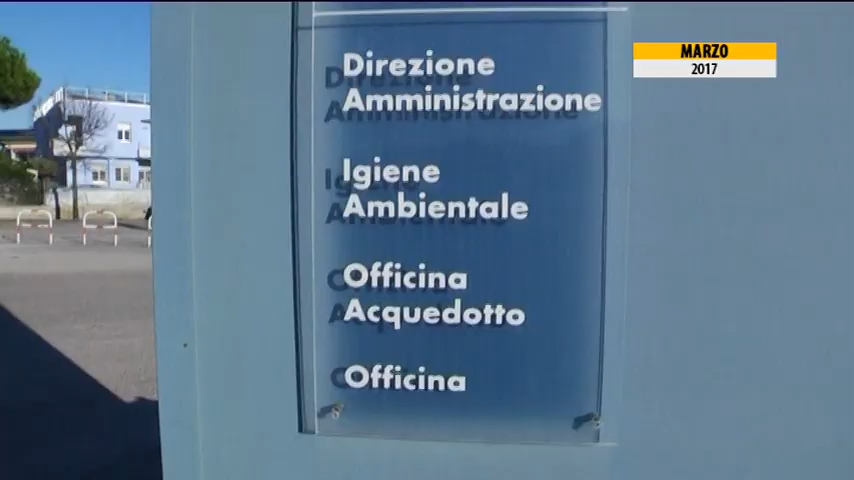 MARZO
2017
Direzione
Amministrazione
Igiene
Ambientale
Officina
Acquedotto
Officina